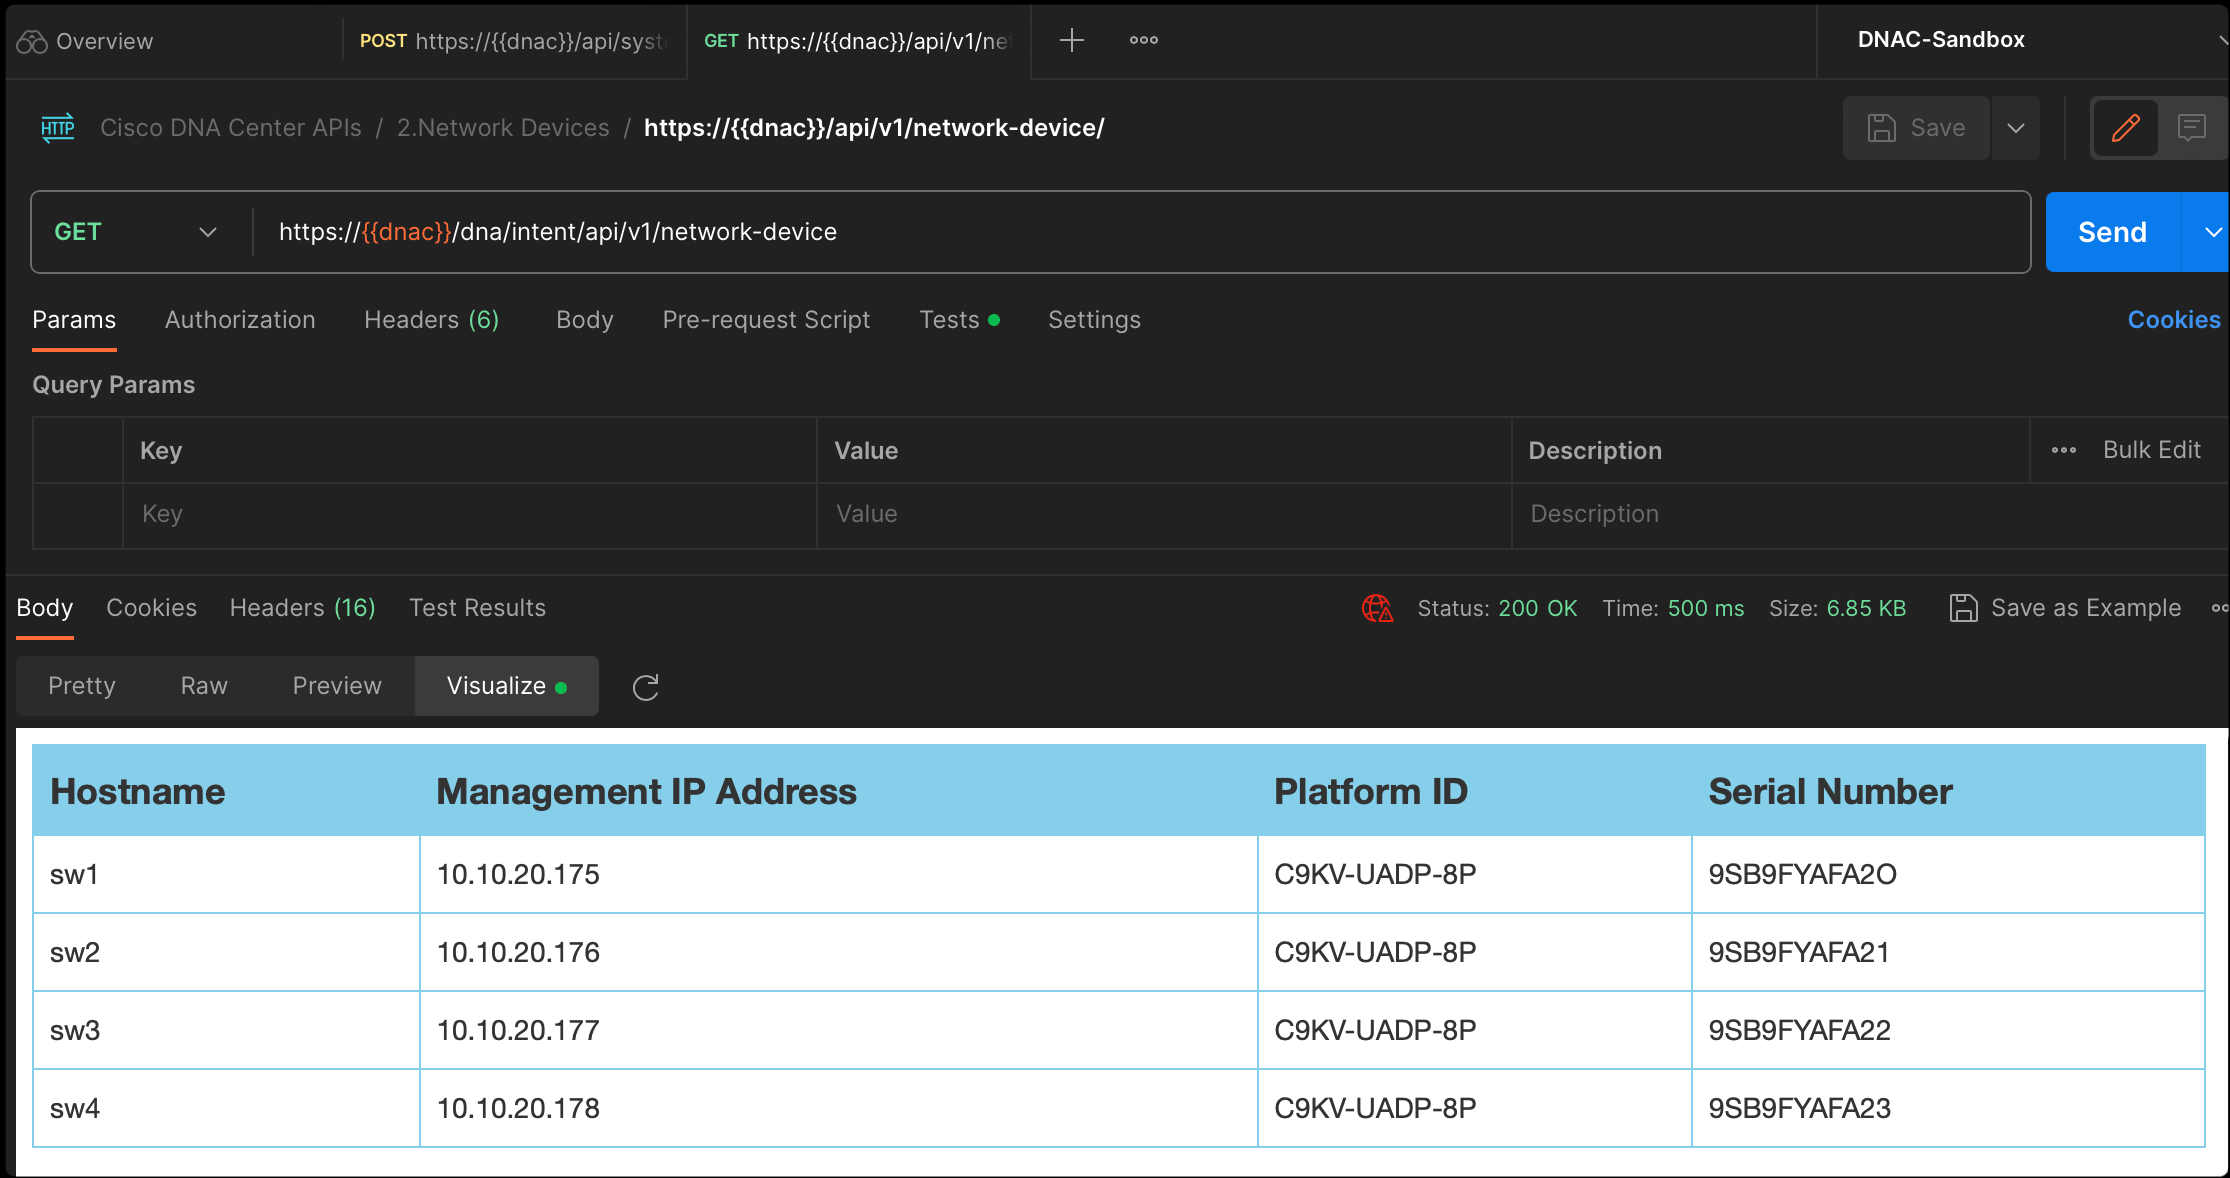 Overview
POST https://{{dnac}}/api/syst
GET https://{{dnac}}/api/v1/ne
DNAC-Sandbox
HTTP Cisco DNA Center APIs / 2.Network Devices / https://{{dnac}}/api/v1/network-device/
Save
GET https://{{dnac}}/dna/intent/api/v1/network-device
Send
Params Authorization Headers (6) Body Pre-request Script Tests Settings Cookies
Query Params
Key Value Description Bulk Edit
Key Value Description
Body Cookies Headers (16) Test Results Status: 200 OK Time: 500 ms Size: 6.85 KB Save as Example
Pretty Raw Preview Visualize
Hostname Management IP Address Platform ID Serial Number
sw1 10.10.20.175 C9KV-UADP-8P 9SB9FYAFA2O
sw2 10.10.20.176 C9KV-UADP-8P 9SB9FYAFA21
sw3 10.10.20.177 C9KV-UADP-8P 9SB9FYAFA22
sw4 10.10.20.178 C9KV-UADP-8P 9SB9FYAFA23